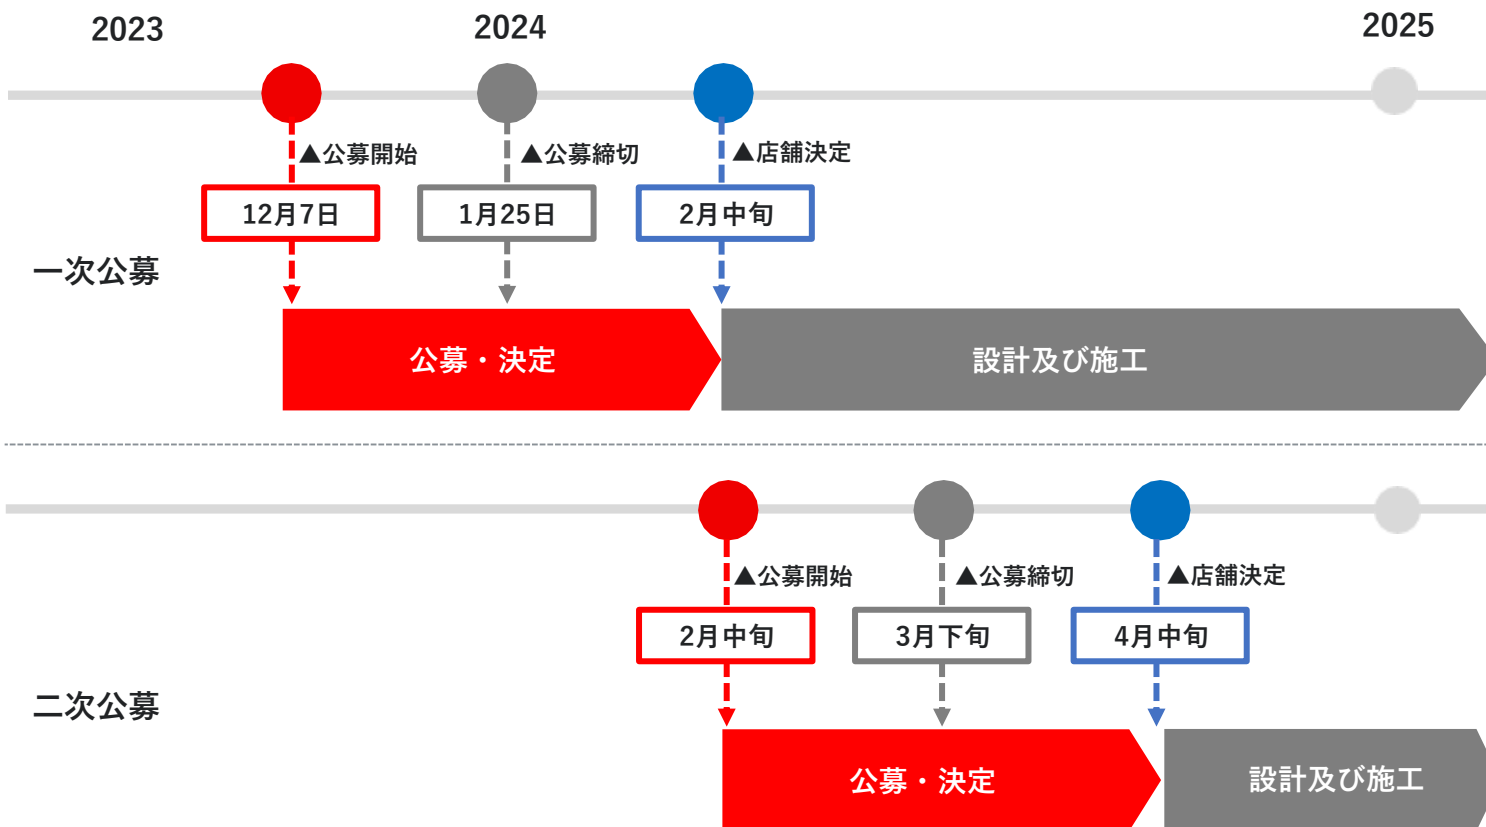 2023
2024
2025
▲公募開始
▲公募締切
▲店舗決定
12月7日
1月25日
2月中旬
一次公募
公募・決定
設計及び施工
▲公募開始
▲公募締切
▲店舗決定
2月中旬
3月下旬
4月中旬
二次公募
公募・決定
設計及び施工